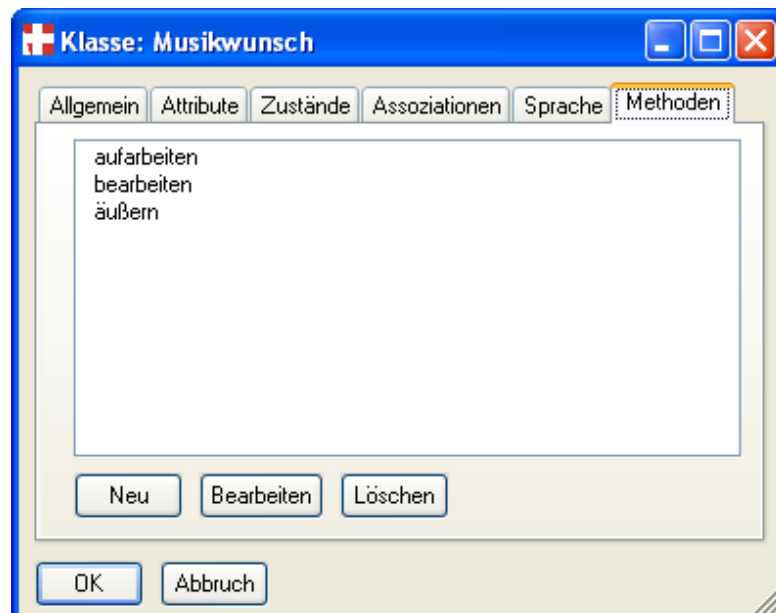 Klasse: Musikwunsch
Allgemein Attribute Zustände Assoziationen Sprache Methoden
aufarbeiten
bearbeiten
äußern
Neu Bearbeiten Löschen
OK Abbruch